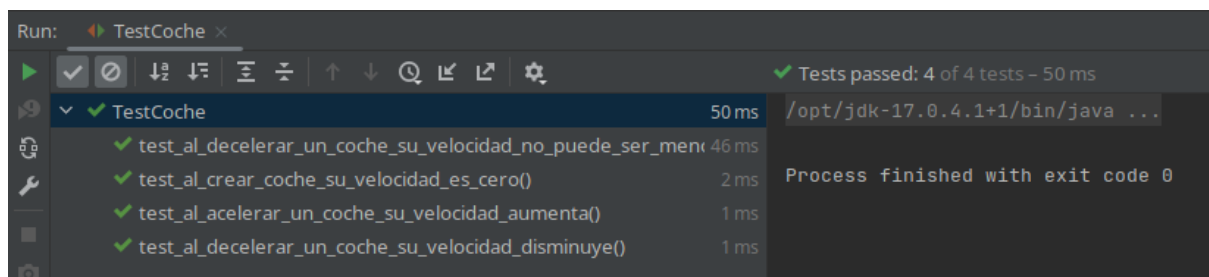 Run: TestCoche
Tests passed: 4 of 4 tests – 50 ms
TestCoche 50 ms
test_al_decelerar_un_coche_su_velocidad_no_puede_ser_menc 46 ms
test_al_crear_coche_su_velocidad_es_cero() 2 ms
test_al_acelerar_un_coche_su_velocidad_aumenta() 1 ms
test_al_decelerar_un_coche_su_velocidad_disminuye() 1 ms
/opt/jdk-17.0.4.1+1/bin/java ...
Process finished with exit code 0